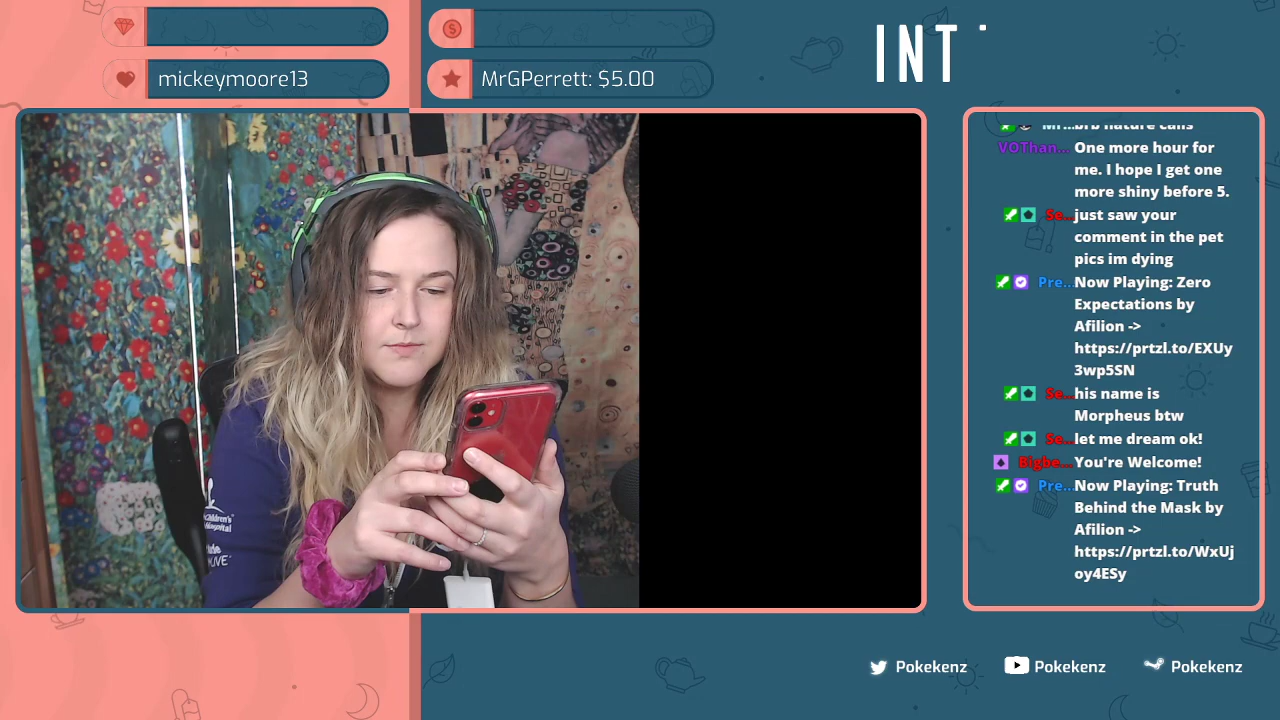 INT
mickeymoore13
MrGPerrett: $5.00
brb nature calls
VOThan... One more hour for
me. I hope I get one
more shiny before 5.
Se... just saw your
comment in the pet
pics im dying
Pre... Now Playing: Zero
Expectations by
Afilion ->
https://prtzl.to/EXUy
3wp5SN
Se... his name is
Morpheus btw
Se... let me dream ok!
Bigbe... You're Welcome!
Pre... Now Playing: Truth
Behind the Mask by
Afilion ->
https://prtzl.to/WxUj
oy4ESy
Pokekenz
Pokekenz
Pokekenz